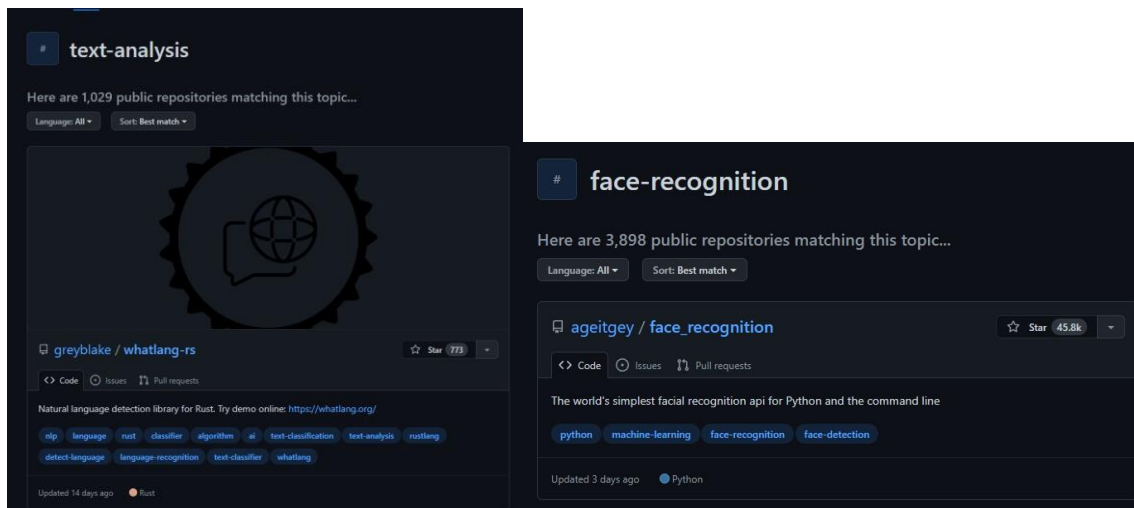 # text-analysis
Here are 1,029 public repositories matching this topic...
Language: All Sort: Best match
greyblake / whatlang-rs Star 773
Code Issues Pull requests
Natural language detection library for Rust. Try demo online: https://whatlang.org/
nlp language rust classifier algorithm ai text-classification text-analysis rustlang
detect-language language-recognition text-classifier whatlang
Updated 14 days ago Rust
# face-recognition
Here are 3,898 public repositories matching this topic...
Language: All Sort: Best match
ageitgey / face_recognition Star 45.8k
Code Issues Pull requests
The world's simplest facial recognition api for Python and the command line
python machine-learning face-recognition face-detection
Updated 3 days ago Python